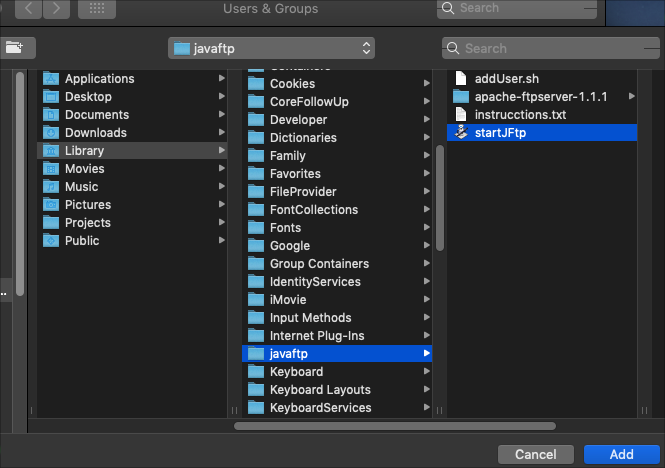 Users & Groups
Search
javaftp
Search
Applications
Desktop
Documents
Downloads
Library
Movies
Music
Pictures
Projects
Public
...
Containers
Cookies
CoreFollowUp
Developer
Dictionaries
Family
Favorites
FileProvider
FontCollections
Fonts
Google
Group Containers
IdentityServices
iMovie
Input Methods
Internet Plug-Ins
javaftp
Keyboard
Keyboard Layouts
KeyboardServices
addUser.sh
apache-ftpserver-1.1.1
instrucctions.txt
startJFtp
Cancel
Add